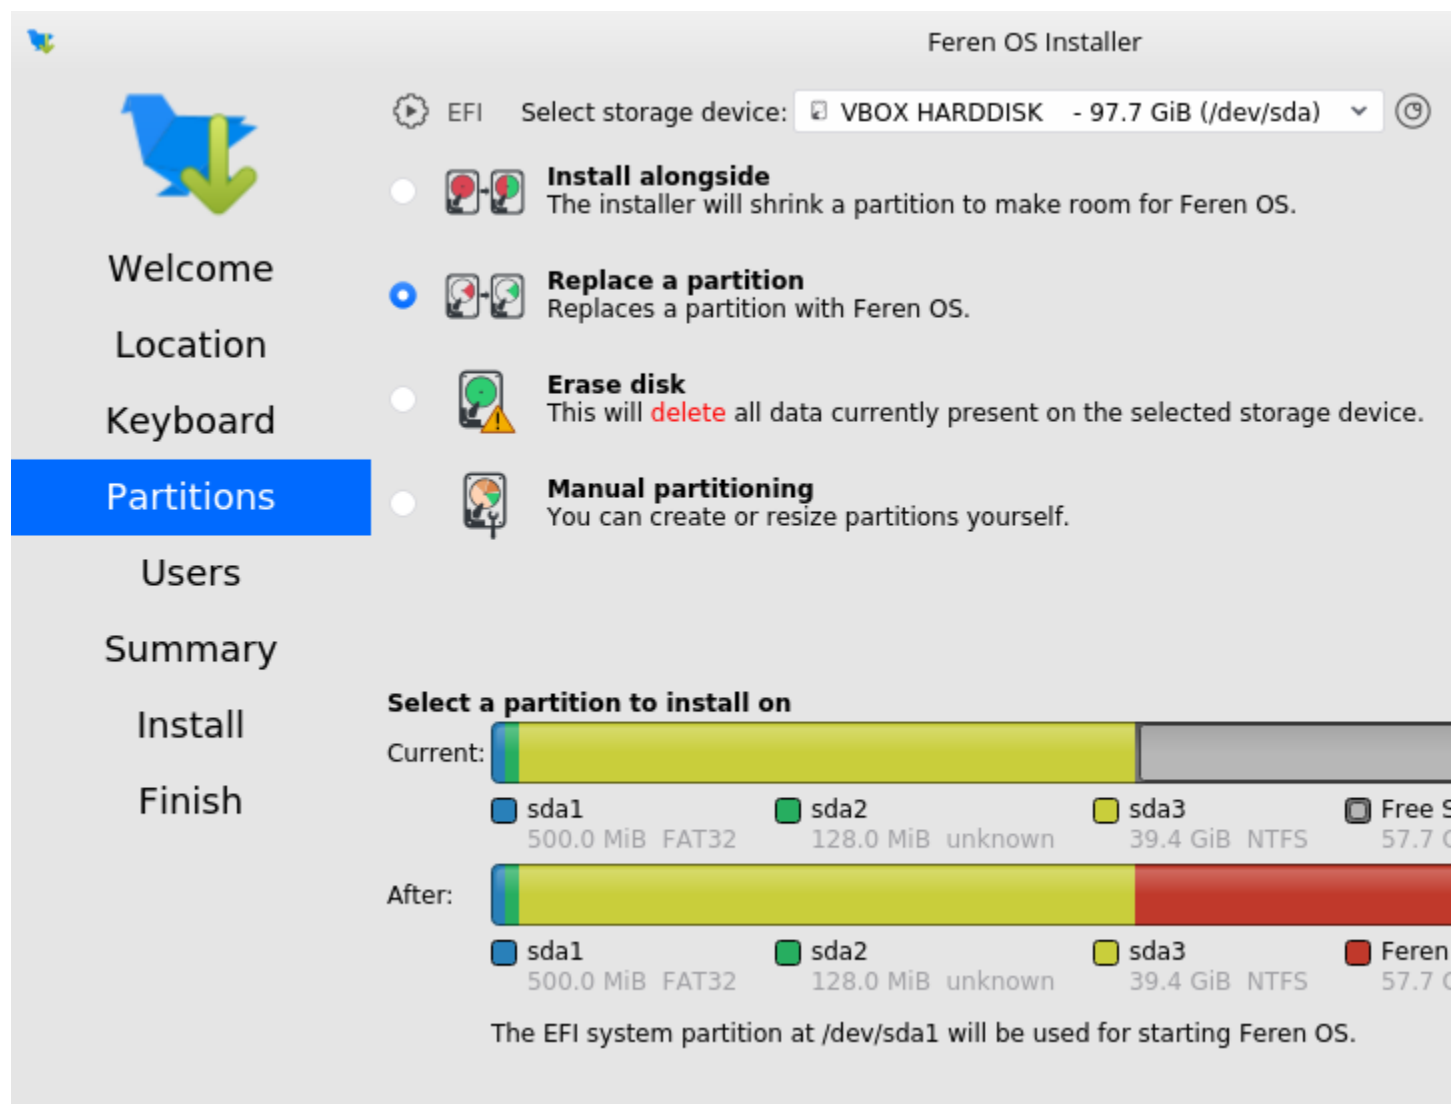 Feren OS Installer
EFI Select storage device: VBOX HARDDISK - 97.7 GiB (/dev/sda)
Install alongside
The installer will shrink a partition to make room for Feren OS.
Welcome
Replace a partition
Replaces a partition with Feren OS.
Location
Erase disk
This will delete all data currently present on the selected storage device.
Keyboard
Partitions
Manual partitioning
You can create or resize partitions yourself.
Users
Summary
Install
Finish
Select a partition to install on
Current:
sda1 sda2 sda3 Free S
500.0 MiB FAT32 128.0 MiB unknown 39.4 GiB NTFS 57.7 G
After:
sda1 sda2 sda3 Feren
500.0 MiB FAT32 128.0 MiB unknown 39.4 GiB NTFS 57.7 G
The EFI system partition at /dev/sda1 will be used for starting Feren OS.